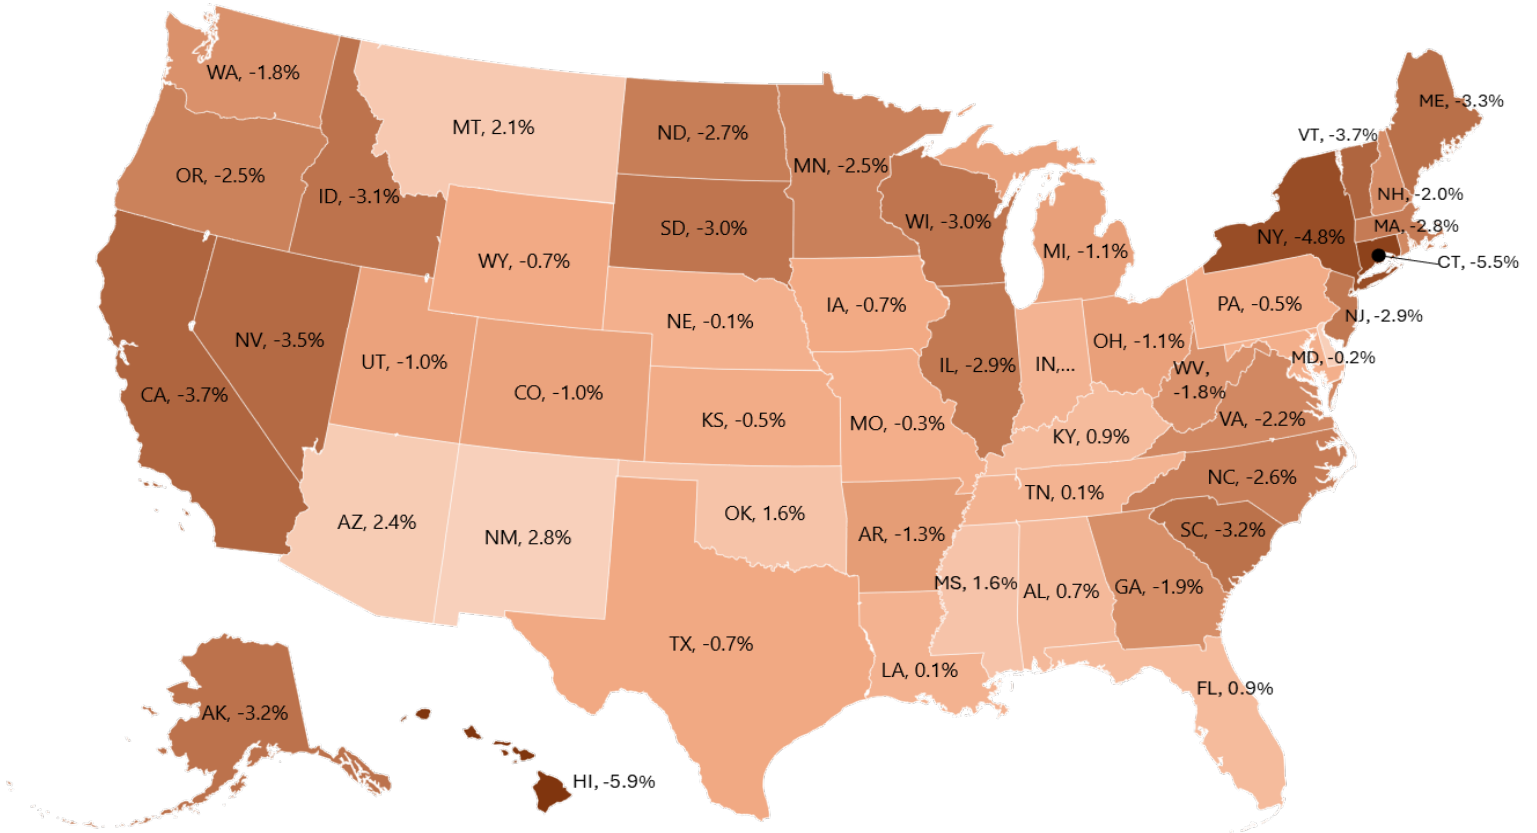 WA, -1.8%
MT, 2.1%
ND, -2.7%
MN, -2.5%
ME, -3.3%
VT, -3.7%
OR, -2.5%
ID, -3.1%
SD, -3.0%
WI, -3.0%
NH, -2.0%
MA, -2.8%
NY, -4.8%
MI, -1.1%
CT, -5.5%
WY, -0.7%
IA, -0.7%
PA, -0.5%
NJ, -2.9%
NE, -0.1%
NV, -3.5%
OH, -1.1%
MD, -0.2%
UT, -1.0%
IL, -2.9%
IN,...
WV,
-1.8%
CA, -3.7%
CO, -1.0%
KS, -0.5%
MO, -0.3%
VA, -2.2%
KY, 0.9%
NC, -2.6%
TN, 0.1%
AZ, 2.4%
NM, 2.8%
OK, 1.6%
AR, -1.3%
SC, -3.2%
MS, 1.6%
AL, 0.7%
GA, -1.9%
TX, -0.7%
LA, 0.1%
FL, 0.9%
AK, -3.2%
HI, -5.9%